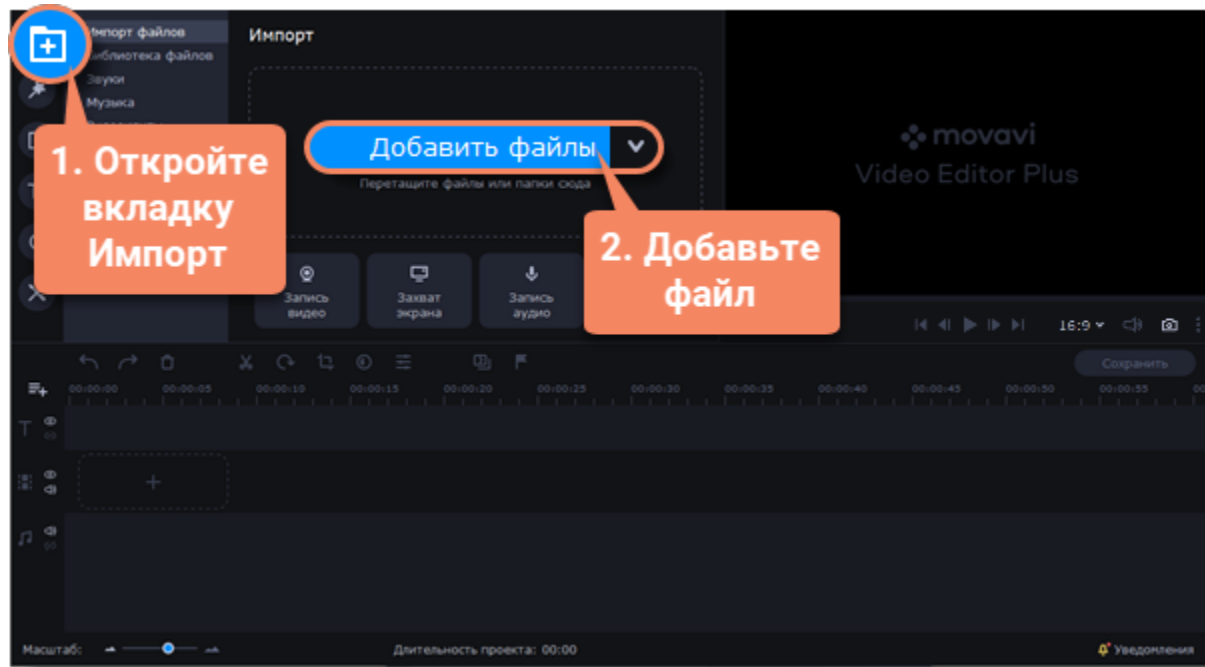 Импорт файлов
Библиотека файлов
Звуки
Музыка
Импорт
Добавить файлы
Перетащите файлы или папки сюда
1. Откройте
вкладку
Импорт
2. Добавьте
файл
Запись
видео
Захват
экрана
Запись
аудио
movavi
Video Editor Plus
16:9
Сохранить
00:00:00 00:00:05 00:00:10 00:00:15 00:00:20 00:00:25 00:00:30 00:00:35 00:00:40 00:00:45 00:00:50 00:00:55
Масштаб:
Длительность проекта: 00:00
Уведомления